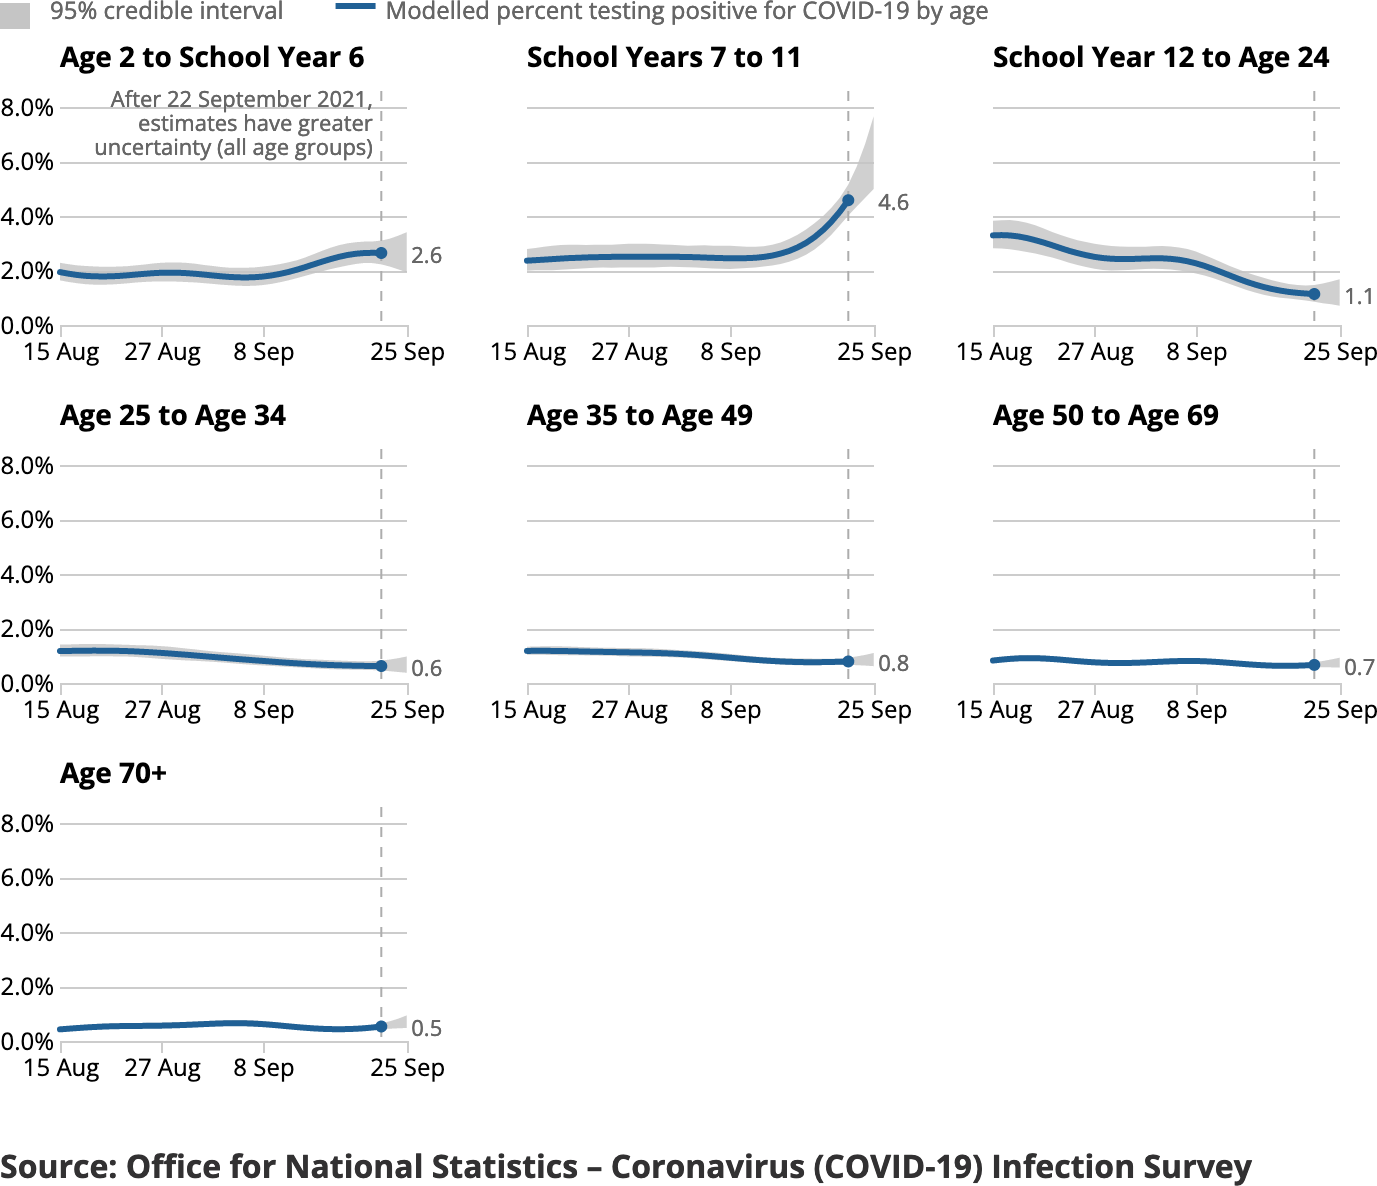 95% credible interval Modelled percent testing positive for COVID-19 by age
Age 2 to School Year 6
After 22 September 2021,
estimates have greater
uncertainty (all age groups)
8.0%
6.0%
4.0%
2.0%
0.0%
2.6
15 Aug 27 Aug 8 Sep 25 Sep
School Years 7 to 11
4.6
15 Aug 27 Aug 8 Sep 25 Sep
School Year 12 to Age 24
1.1
15 Aug 27 Aug 8 Sep 25 Sep
Age 25 to Age 34
8.0%
6.0%
4.0%
2.0%
0.0%
0.6
15 Aug 27 Aug 8 Sep 25 Sep
Age 35 to Age 49
0.8
15 Aug 27 Aug 8 Sep 25 Sep
Age 50 to Age 69
0.7
15 Aug 27 Aug 8 Sep 25 Sep
Age 70+
8.0%
6.0%
4.0%
2.0%
0.0%
0.5
15 Aug 27 Aug 8 Sep 25 Sep
Source: Office for National Statistics – Coronavirus (COVID-19) Infection Survey